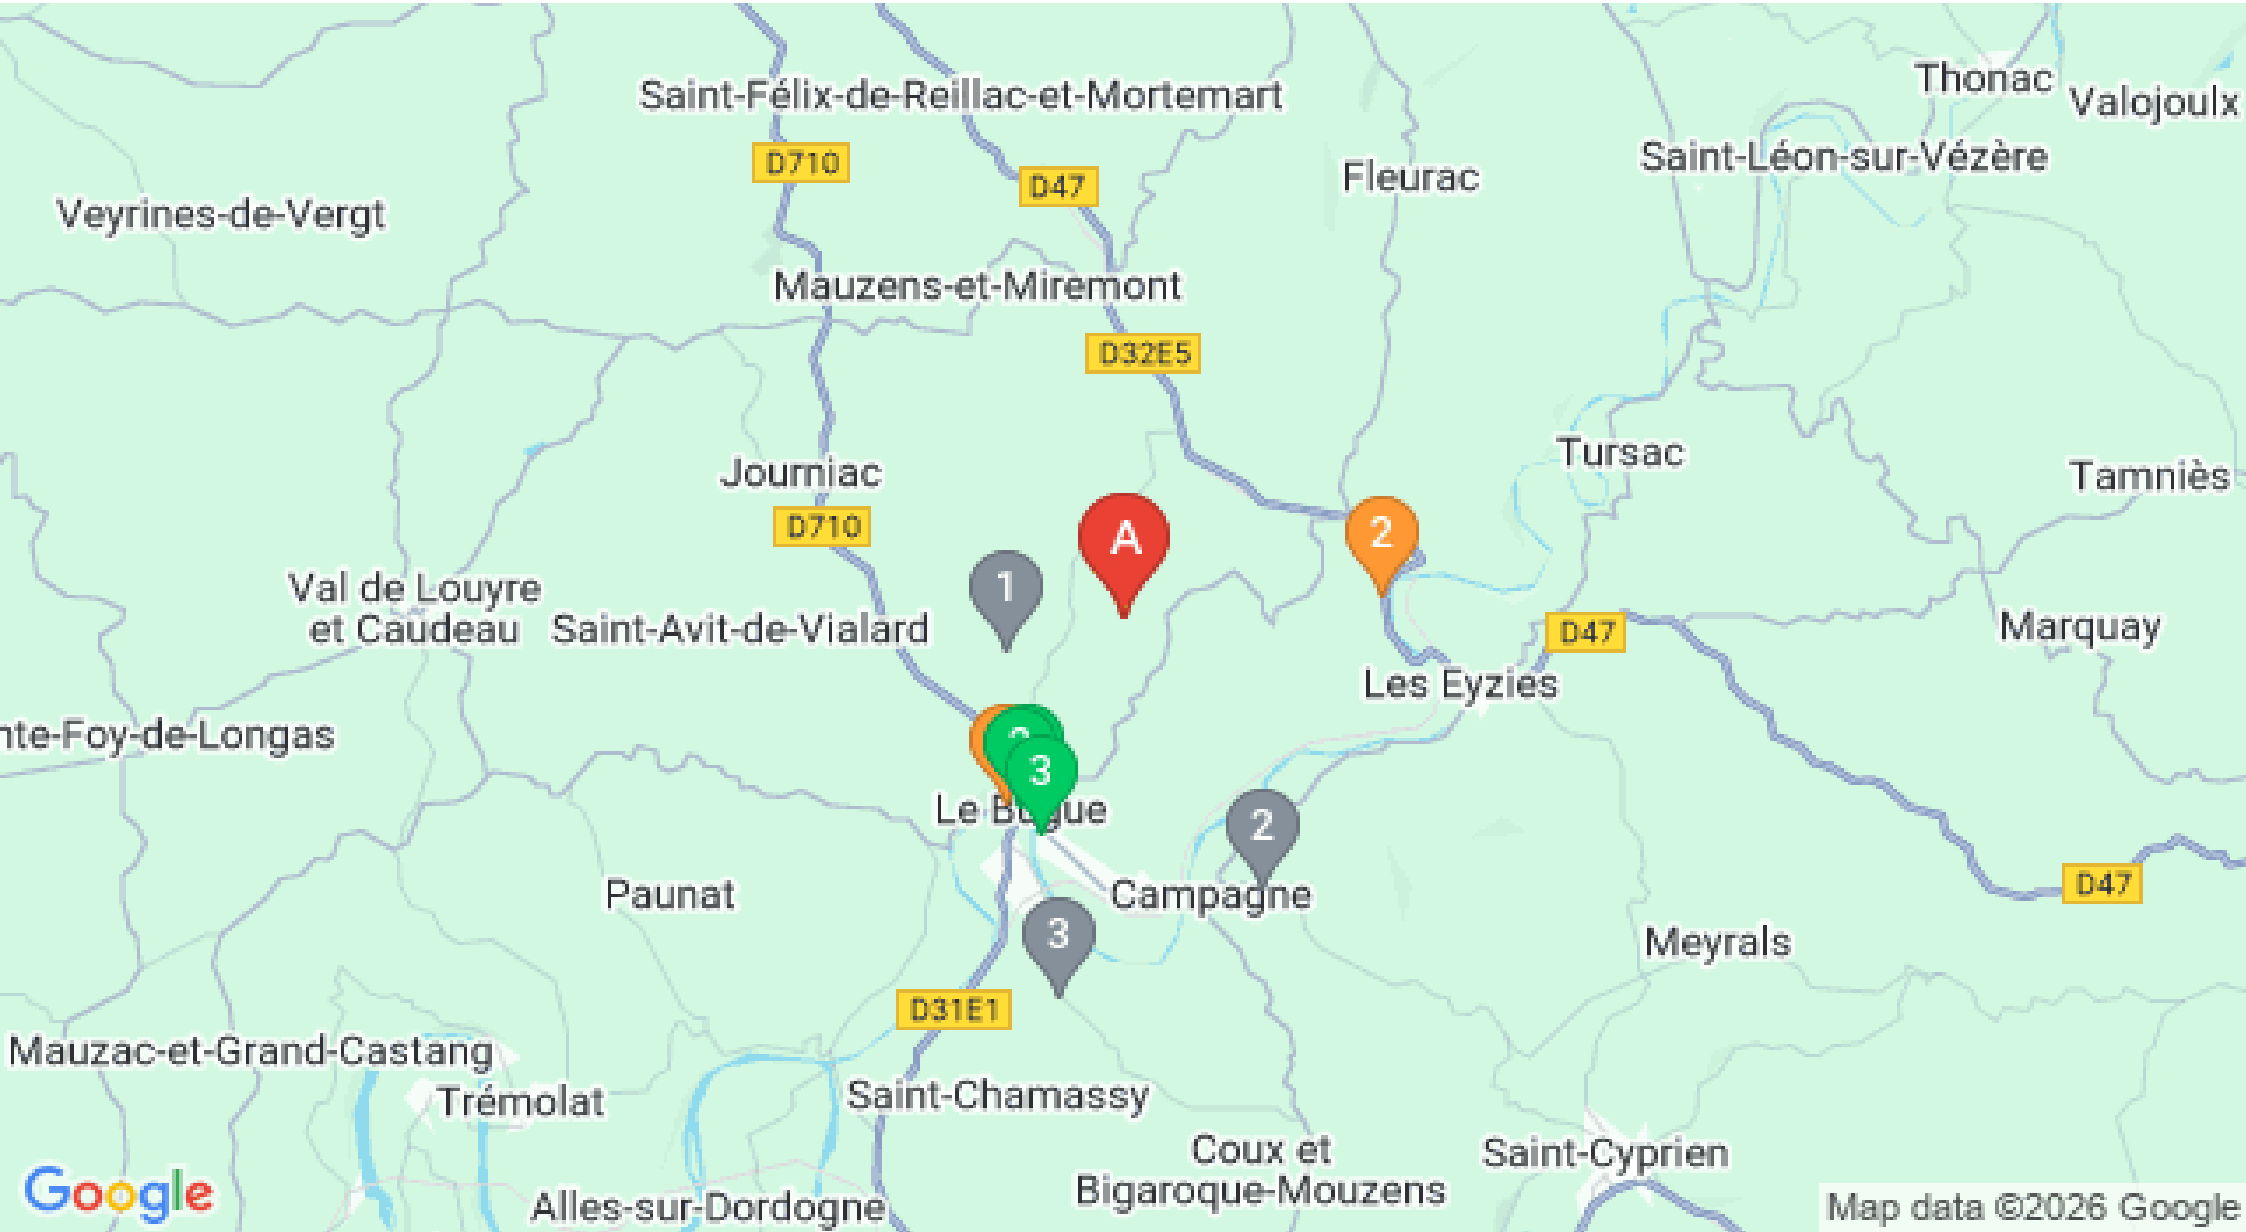 Thonac
Saint-Félix-de-Reillac-et-Mortemart
Valojoulx
D710
Saint-Léon-sur-Vézère
D47
Fleurac
Veyrines-de-Vergt
Mauzens-et-Miremont
D32E5
Tursac
Journiac
Tamniès
D710
A
2
1
Val de Louyre
et Caudeau
Saint-Avit-de-Vialard
D47
Marquay
Les Eyzies
nte-Foy-de-Longas
3
Le Bugue
2
Paunat
Campagne
D47
3
Meyrals
D31E1
Mauzac-et-Grand-Castang
Trémolat
Saint-Chamassy
Coux et
Bigaroque-Mouzens
Saint-Cyprien
Google
Alles-sur-Dordogne
Map data ©2026 Google